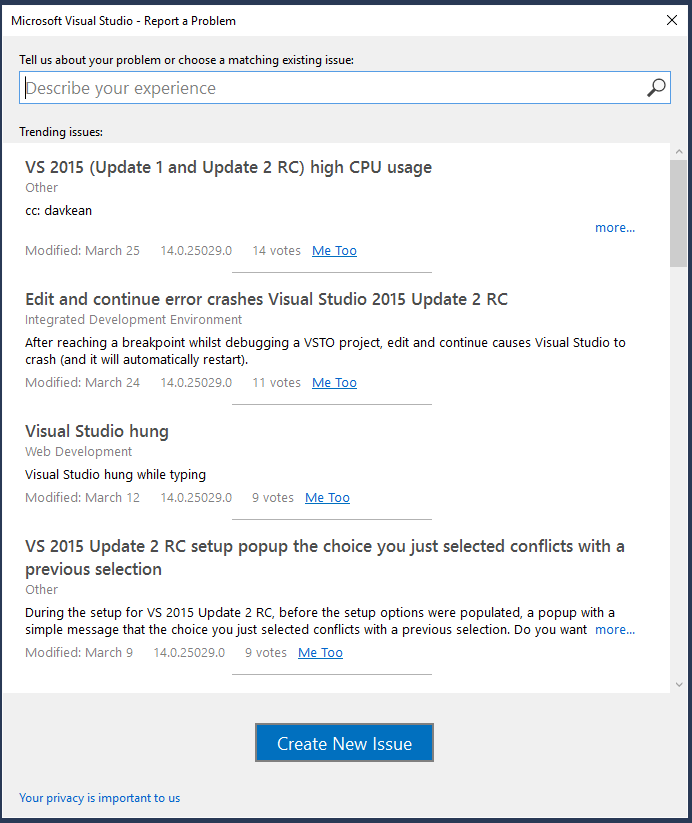 Microsoft Visual Studio - Report a Problem
Tell us about your problem or choose a matching existing issue:
Describe your experience
Trending issues:
VS 2015 (Update 1 and Update 2 RC) high CPU usage
Other
cc: davkean
more...
Modified: March 25 14.0.25029.0 14 votes Me Too
Edit and continue error crashes Visual Studio 2015 Update 2 RC
Integrated Development Environment
After reaching a breakpoint whilst debugging a VSTO project, edit and continue causes Visual Studio to
crash (and it will automatically restart).
Modified: March 24 14.0.25029.0 11 votes Me Too
Visual Studio hung
Web Development
Visual Studio hung while typing
Modified: March 12 14.0.25029.0 9 votes Me Too
VS 2015 Update 2 RC setup popup the choice you just selected conflicts with a
previous selection
Other
During the setup for VS 2015 Update 2 RC, before the setup options were populated, a popup with a
simple message that the choice you just selected conflicts with a previous selection. Do you want more...
Modified: March 9 14.0.25029.0 9 votes Me Too
Create New Issue
Your privacy is important to us